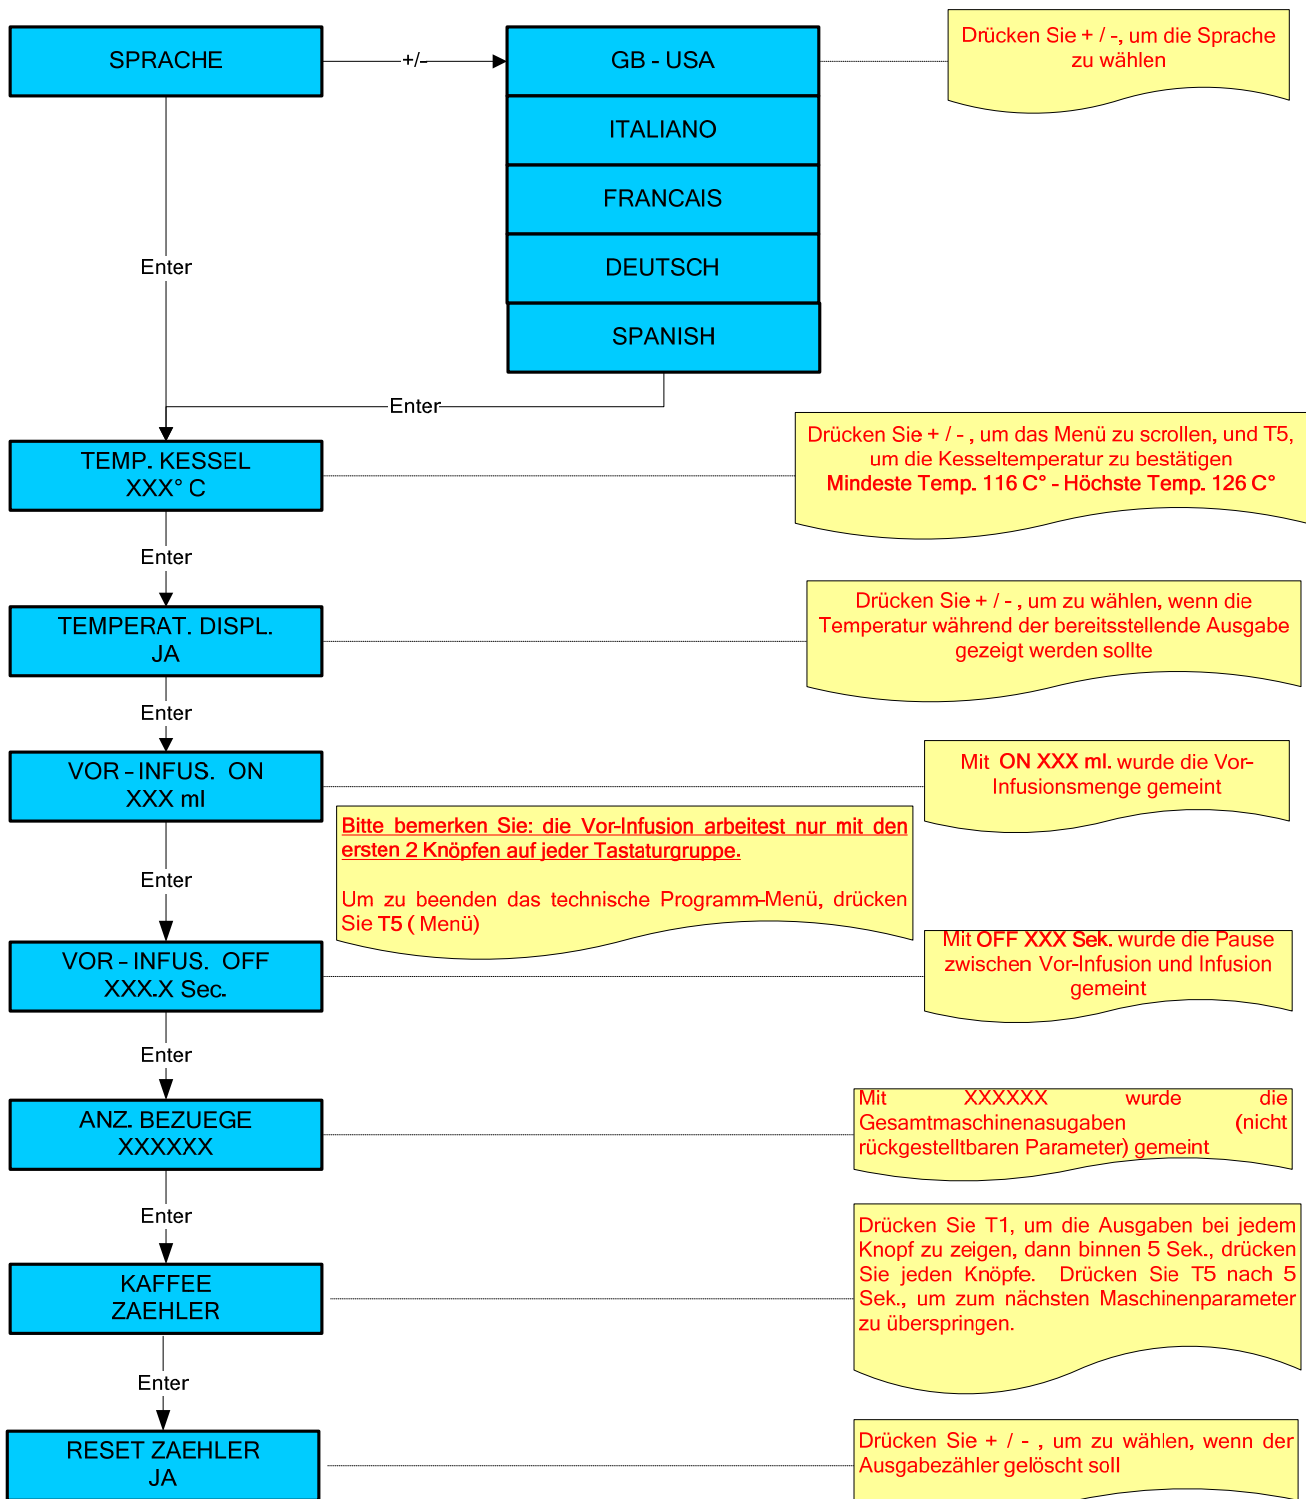 SPRACHE
+/-
GB - USA
Drücken Sie + / -, um die Sprache
zu wählen
ITALIANO
FRANCAIS
DEUTSCH
SPANISH
Enter
Enter
TEMP. KESSEL
XXX° C
Drücken Sie + / - , um das Menü zu scrollen, und T5,
um die Kesseltemperatur zu bestätigen
Mindeste Temp. 116 C° - Höchste Temp. 126 C°
Enter
TEMPERAT. DISPL.
JA
Drücken Sie + / - , um zu wählen, wenn die
Temperatur während der bereitsstellende Ausgabe
gezeigt werden sollte
Enter
VOR - INFUS. ON
XXX ml
Mit ON XXX ml. wurde die Vor-
Infusionsmenge gemeint
Bitte bemerken Sie: die Vor-Infusion arbeitest nur mit den
ersten 2 Knöpfen auf jeder Tastaturgruppe.
Um zu beenden das technische Programm-Menü, drücken
Sie T5 ( Menü)
Enter
VOR - INFUS. OFF
XXX.X Sec.
Mit OFF XXX Sek. wurde die Pause
zwischen Vor-Infusion und Infusion
gemeint
Enter
ANZ. BEZUEGE
XXXXXX
Mit XXXXXX wurde die
Gesamtmaschinenasugaben (nicht
rückgestelltbaren Parameter) gemeint
Enter
KAFFEE
ZAEHLER
Drücken Sie T1, um die Ausgaben bei jedem
Knopf zu zeigen, dann binnen 5 Sek., drücken
Sie jeden Knöpfe. Drücken Sie T5 nach 5
Sek., um zum nächsten Maschinenparameter
zu überspringen.
Enter
RESET ZAEHLER
JA
Drücken Sie + / - , um zu wählen, wenn der
Ausgabezähler gelöscht soll